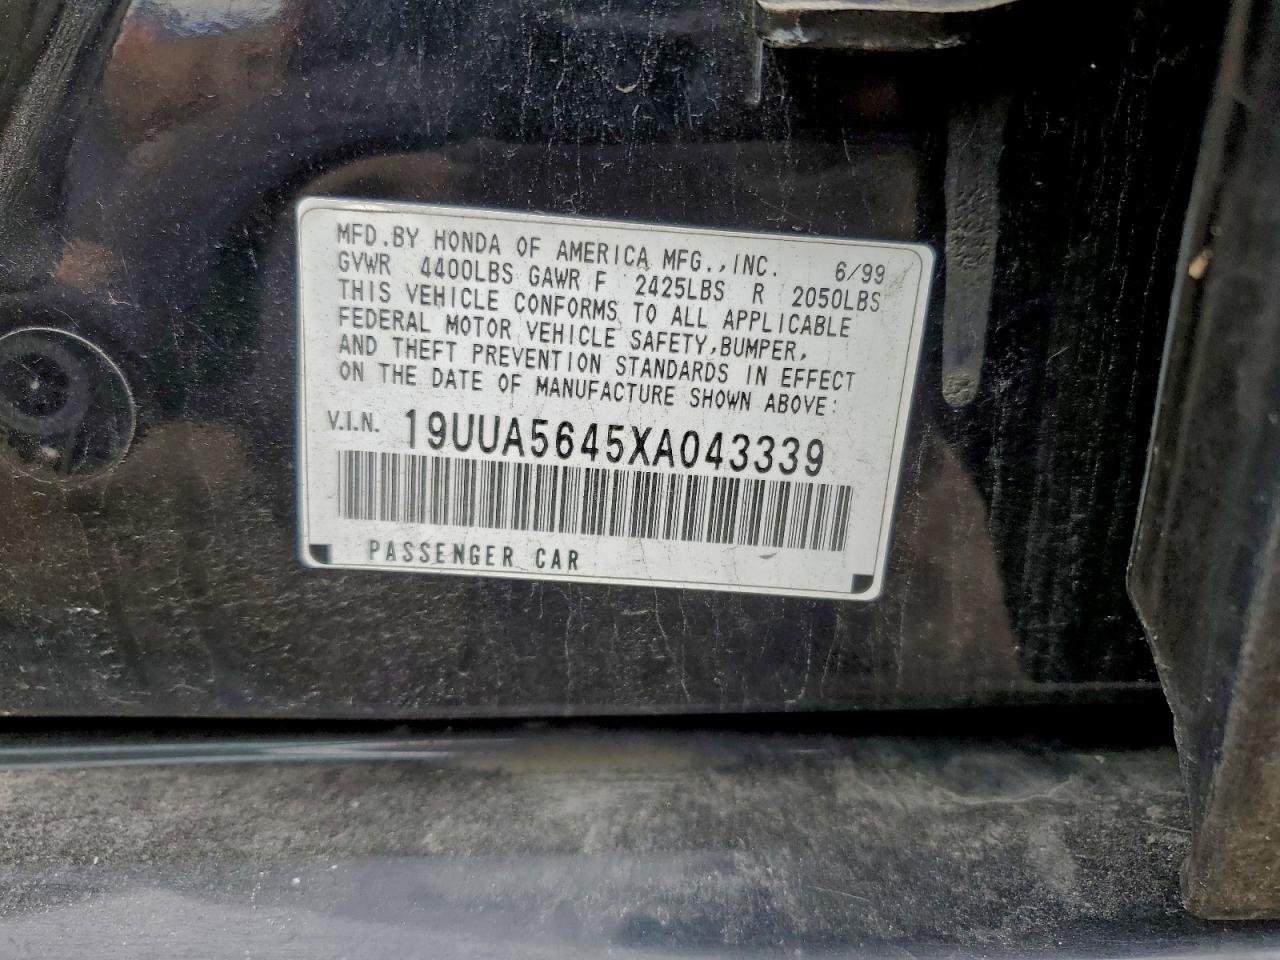 MFD.BY HONDA OF AMERICA MFG.,INC. 6/99
GVWR 4400LBS GAWR F 2425LBS R 2050LBS
THIS VEHICLE CONFORMS TO ALL APPLICABLE
FEDERAL MOTOR VEHICLE SAFETY,BUMPER,
AND THEFT PREVENTION STANDARDS IN EFFECT
ON THE DATE OF MANUFACTURE SHOWN ABOVE:
V.I.N. 19UUA5645XA043339
PASSENGER CAR